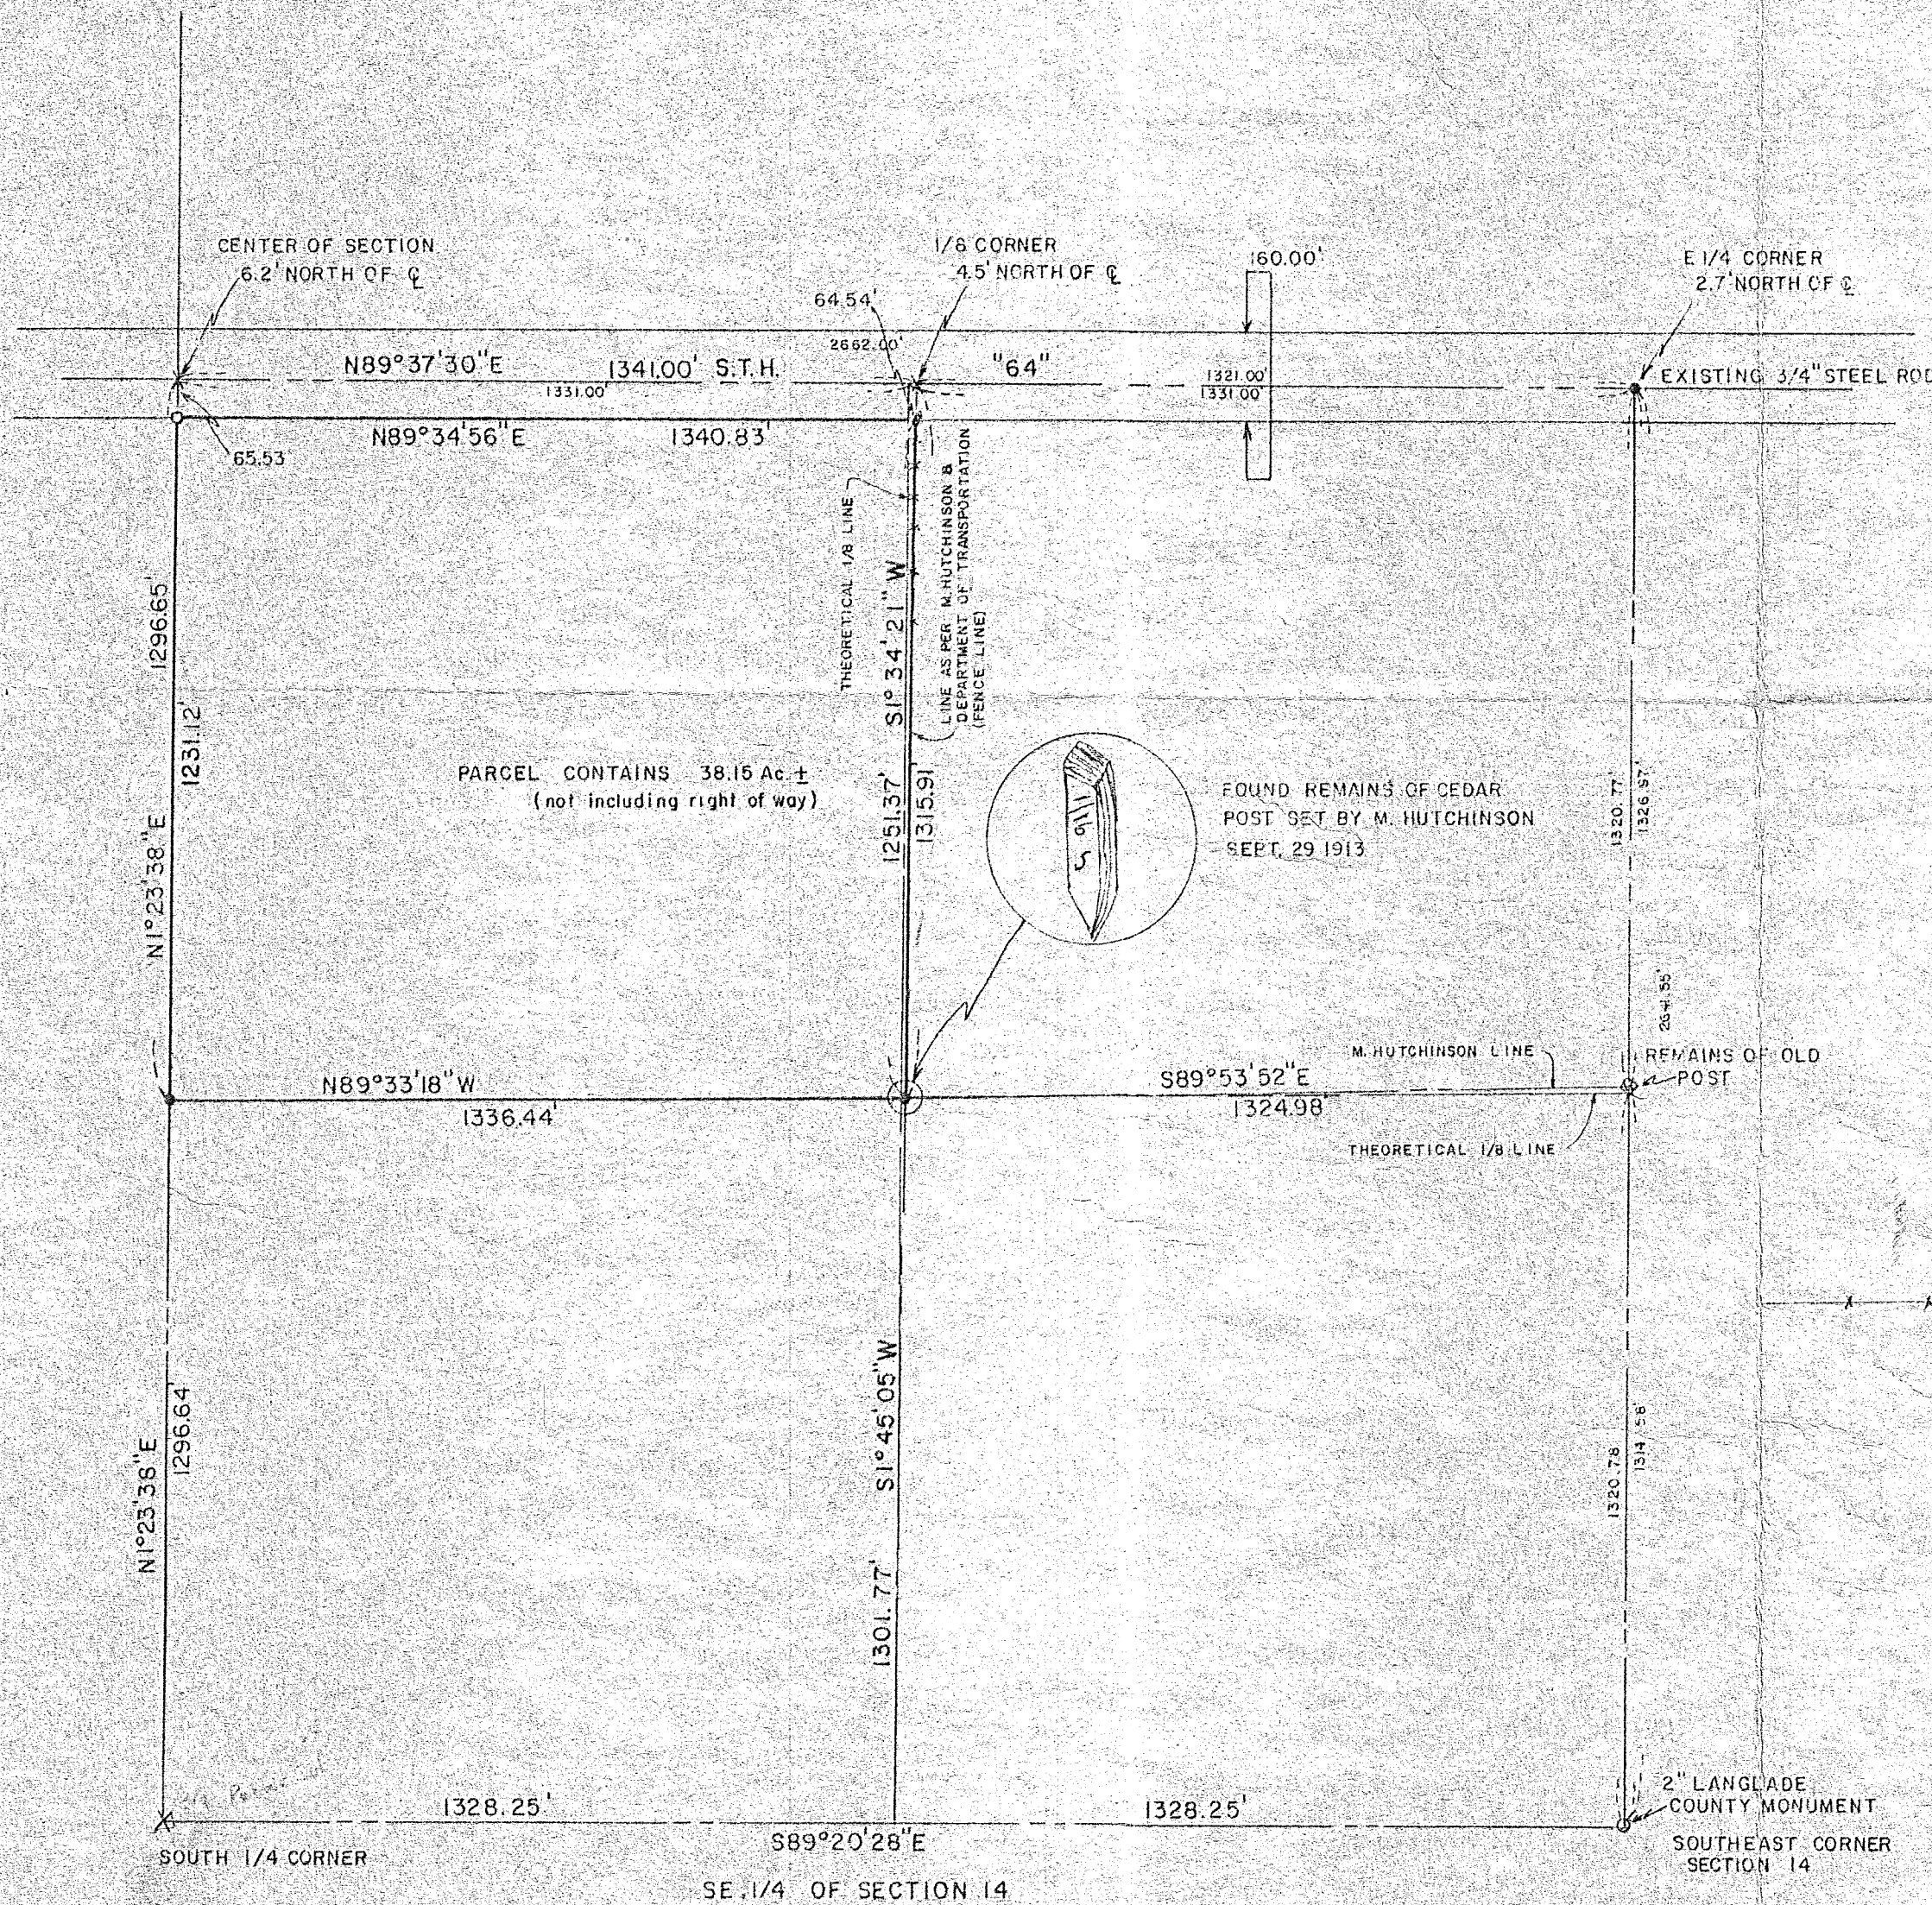 CENTER OF SECTION
6.2' NORTH OF ℄
1/8 CORNER
4.5' NORTH OF ℄
160.00'
E 1/4 CORNER
2.7' NORTH OF ℄
64.54'
2662.00'
N89°37'30"E 1341.00' S.T.H. "64"
1331.00'
1321.00'
1331.00'
EXISTING 3/4" STEEL ROD
N89°34'56"E 1340.83'
65.53
THEORETICAL 1/8 LINE
S1°34'21"W
LINE AS PER M. HUTCHINSON &
DEPARTMENT OF TRANSPORTATION
(FENCE LINE)
1296.65'
1231.12'
N1°23'38"E
PARCEL CONTAINS 38.15 Ac.±
(not including right of way)
1251.37'
1315.91'
FOUND REMAINS OF CEDAR
POST SET BY M. HUTCHINSON
SEPT. 29 1913
1320.77'
1326.97'
2641.55'
M. HUTCHINSON LINE
REMAINS OF OLD
POST
N89°33'18"W
1336.44'
S89°53'52"E
1324.98'
THEORETICAL 1/8 LINE
N1°23'38"E
1296.64'
S1°45'05"W
1301.77'
1320.78
1314.58'
1328.25'
1328.25'
S89°20'28"E
2" LANGLADE
COUNTY MONUMENT
SOUTH 1/4 CORNER
SOUTHEAST CORNER
SECTION 14
SE. 1/4 OF SECTION 14